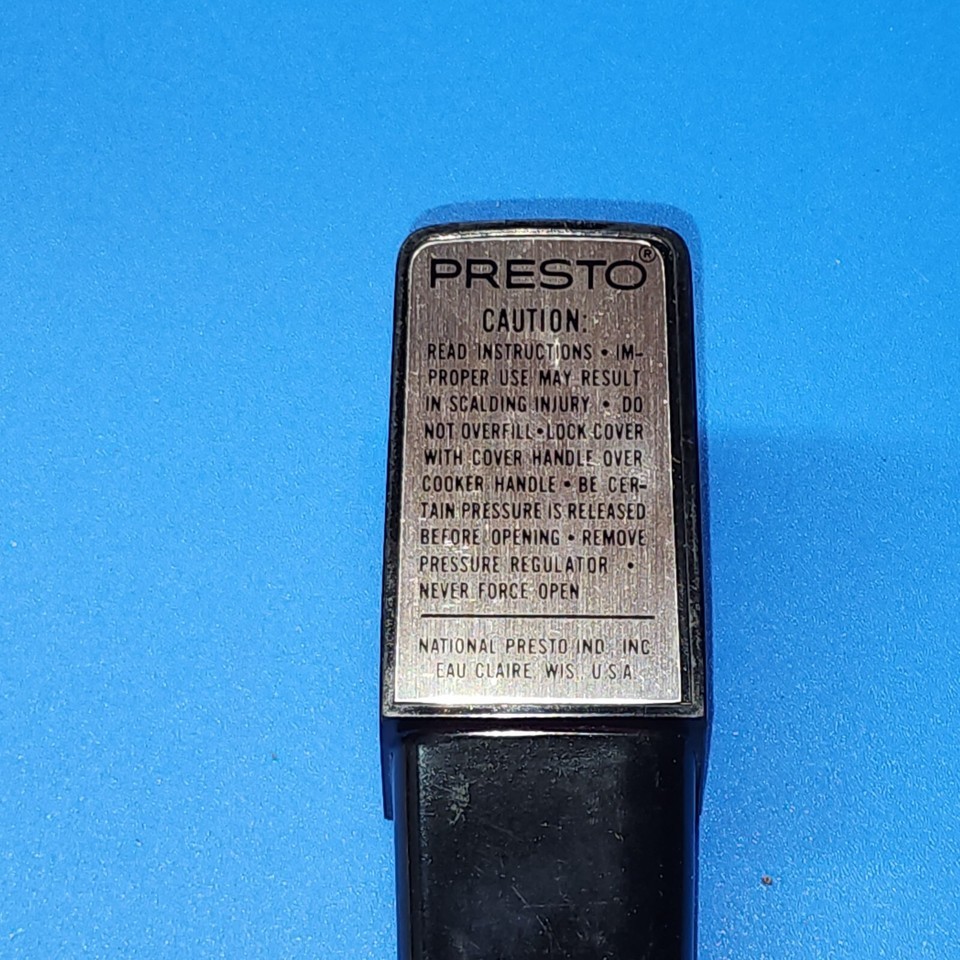 PRESTO®
CAUTION:
READ INSTRUCTIONS • IM-
PROPER USE MAY RESULT
IN SCALDING INJURY • DO
NOT OVERFILL • LOCK COVER
WITH COVER HANDLE OVER
COOKER HANDLE • BE CER-
TAIN PRESSURE IS RELEASED
BEFORE OPENING • REMOVE
PRESSURE REGULATOR •
NEVER FORCE OPEN
NATIONAL PRESTO IND., INC
EAU CLAIRE, WIS., U.S.A.